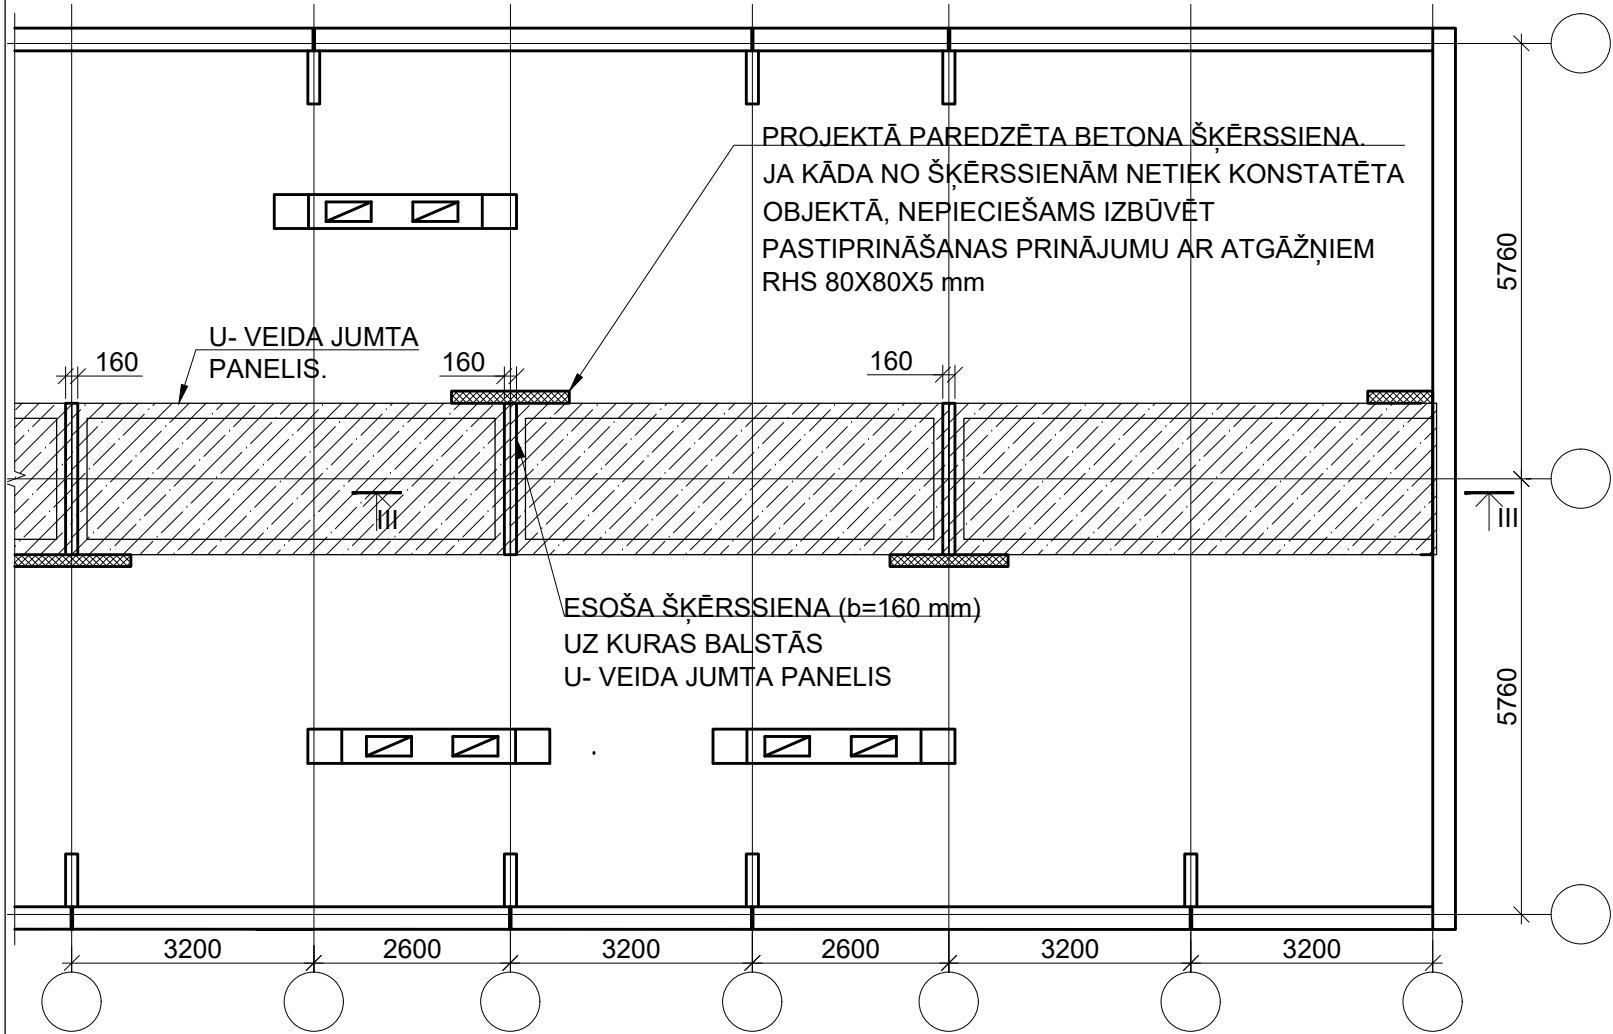 PROJEKTĀ PAREDZĒTA BETONA ŠĶĒRSSIENA.
JA KĀDA NO ŠĶĒRSSIENĀM NETIEK KONSTATĒTA
OBJEKTĀ, NEPIECIEŠAMS IZBŪVĒT
PASTIPRINĀŠANAS PRINĀJUMU AR ATGĀŽŅIEM
RHS 80X80X5 mm
5760
U- VEIDA JUMTA
PANELIS.
160
160
160
III
III
ESOŠA ŠĶĒRSSIENA (b=160 mm)
UZ KURAS BALSTĀS
U- VEIDA JUMTA PANELIS
5760
3200
2600
3200
2600
3200
3200